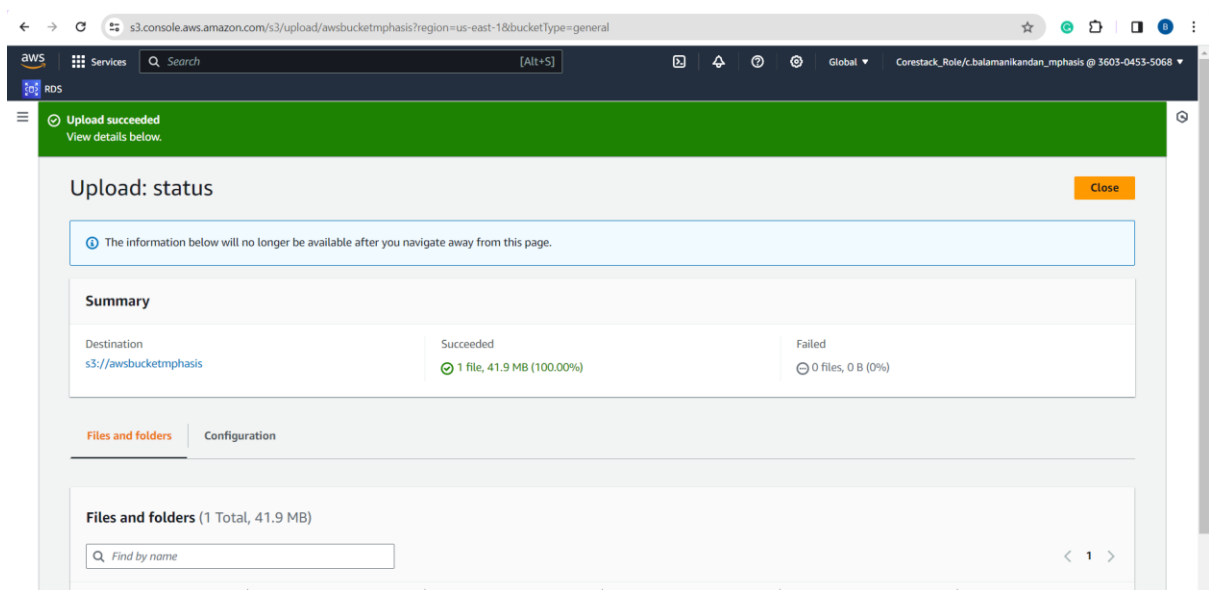 s3.console.aws.amazon.com/s3/upload/awsbucketmphasis?region=us-east-1&bucketType=general
B
aws Services Search [Alt+S] Global Corestack_Role/c.balamanikandan_mphasis @ 3603-0453-5068
RDS
Upload succeeded
View details below.
Upload: status Close
The information below will no longer be available after you navigate away from this page.
Summary
Destination Succeeded Failed
s3://awsbucketmphasis 1 file, 41.9 MB (100.00%) 0 files, 0 B (0%)
Files and folders Configuration
Files and folders (1 Total, 41.9 MB)
Find by name 1